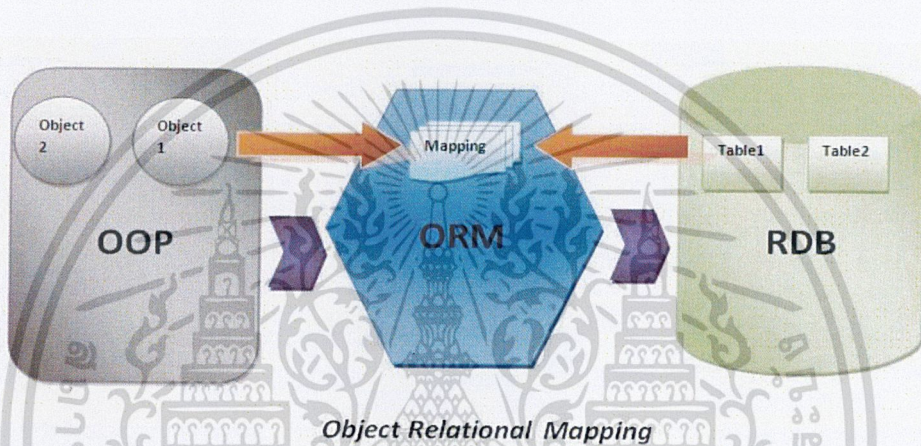 Object
2
Object
1
Mapping
Table1
Table2
OOP
ORM
RDB
Object Relational Mapping